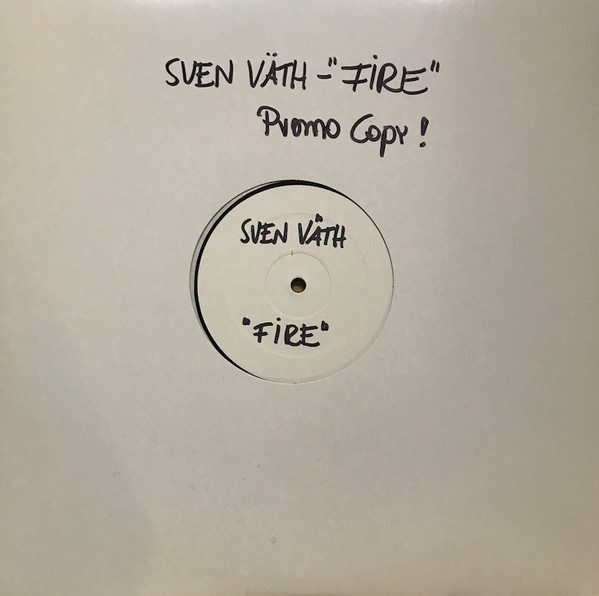 SVEN VÄTH - "FIRE"
Promo Copy!
SVEN VÄTH
"FIRE"